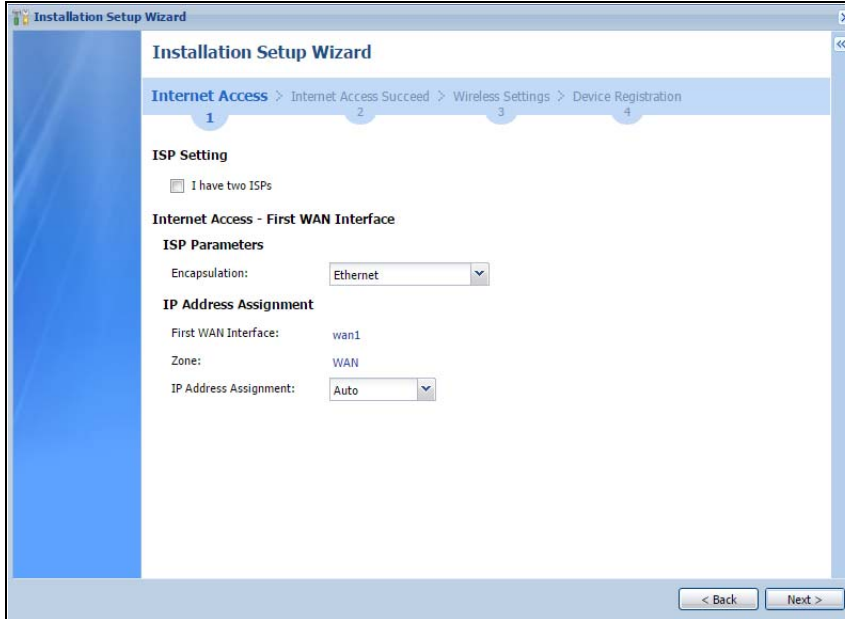 Installation Setup Wizard
Installation Setup Wizard
Internet Access > Internet Access Succeed > Wireless Settings > Device Registration
1 2 3 4
ISP Setting
I have two ISPs
Internet Access - First WAN Interface
ISP Parameters
Encapsulation: Ethernet
IP Address Assignment
First WAN Interface: wan1
Zone: WAN
IP Address Assignment: Auto
< Back Next >